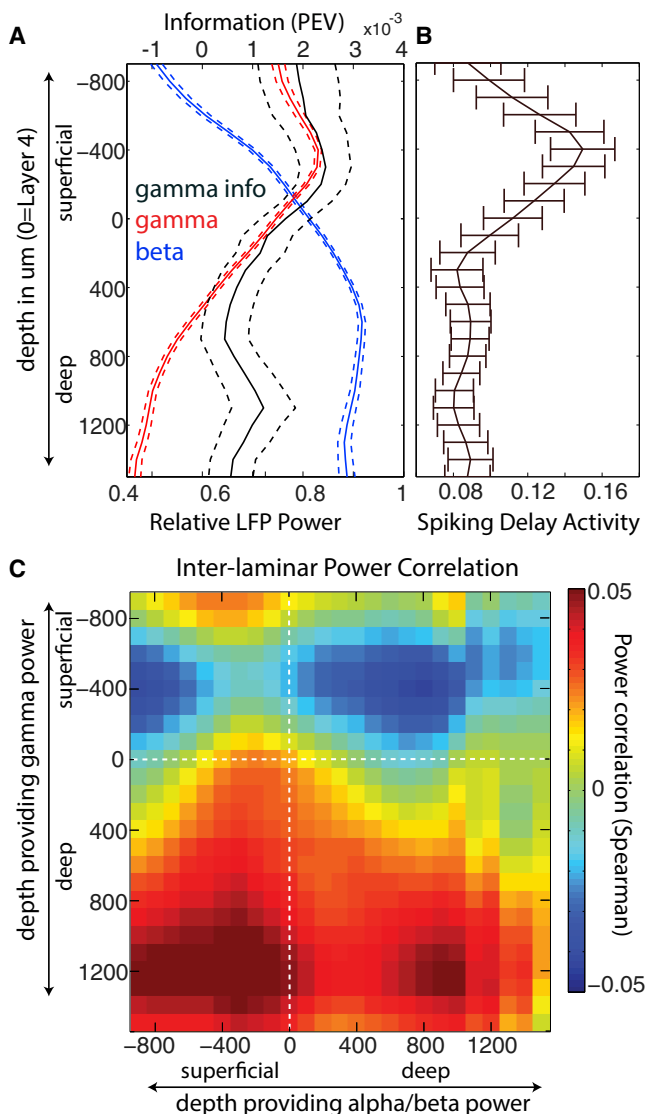 A
Information (PEV)
×10⁻³
-1 0 1 2 3 4
B
−800
−400
0
400
800
1200
superficial
depth in um (0=Layer 4)
deep
gamma info
gamma
beta
0.4 0.6 0.8 1
Relative LFP Power
0.08 0.12 0.16
Spiking Delay Activity
C
Inter-laminar Power Correlation
−800
−400
0
400
800
1200
superficial
depth providing gamma power
deep
0.05
0
−0.05
Power correlation (Spearman)
−800 −400 0 400 800 1200
superficial deep
depth providing alpha/beta power